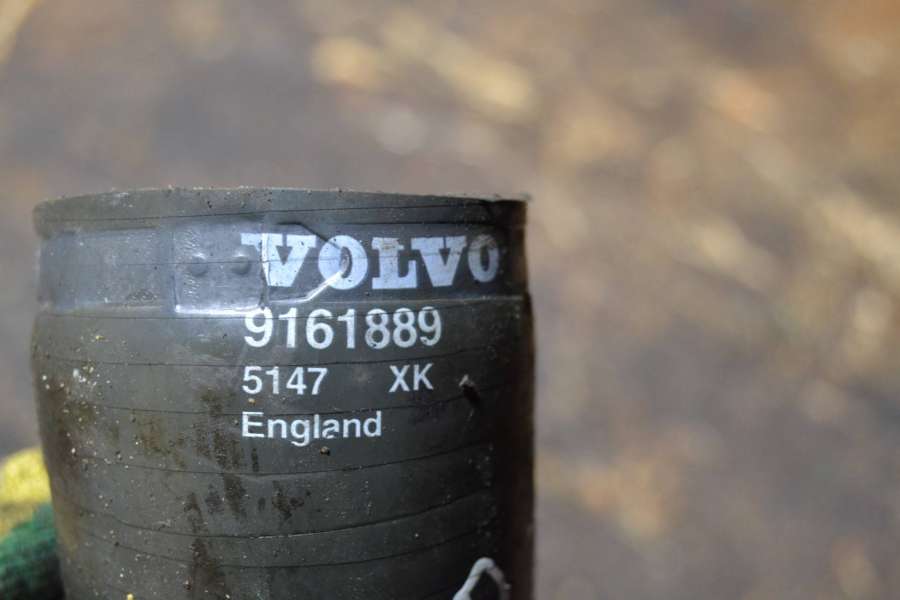 VOLVO
9161889
5147 XK
England